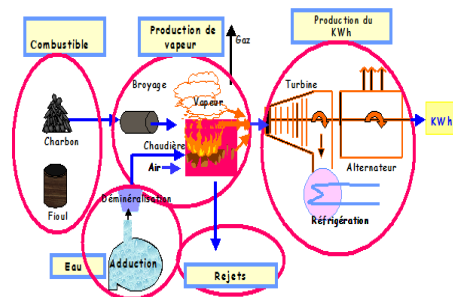 Combustible
Production de
vapeur
Gaz
Production du
KWh
Broyage
Vapeur
Turbine
Charbon
Chaudière
Air
KWh
Alternateur
Fioul
Déminéralisation
Réfrigération
Eau
Adduction
Rejets